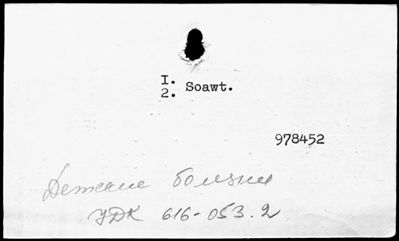 I.
2. Soawt.
978452
Детские болезни
УДК 616-053.2